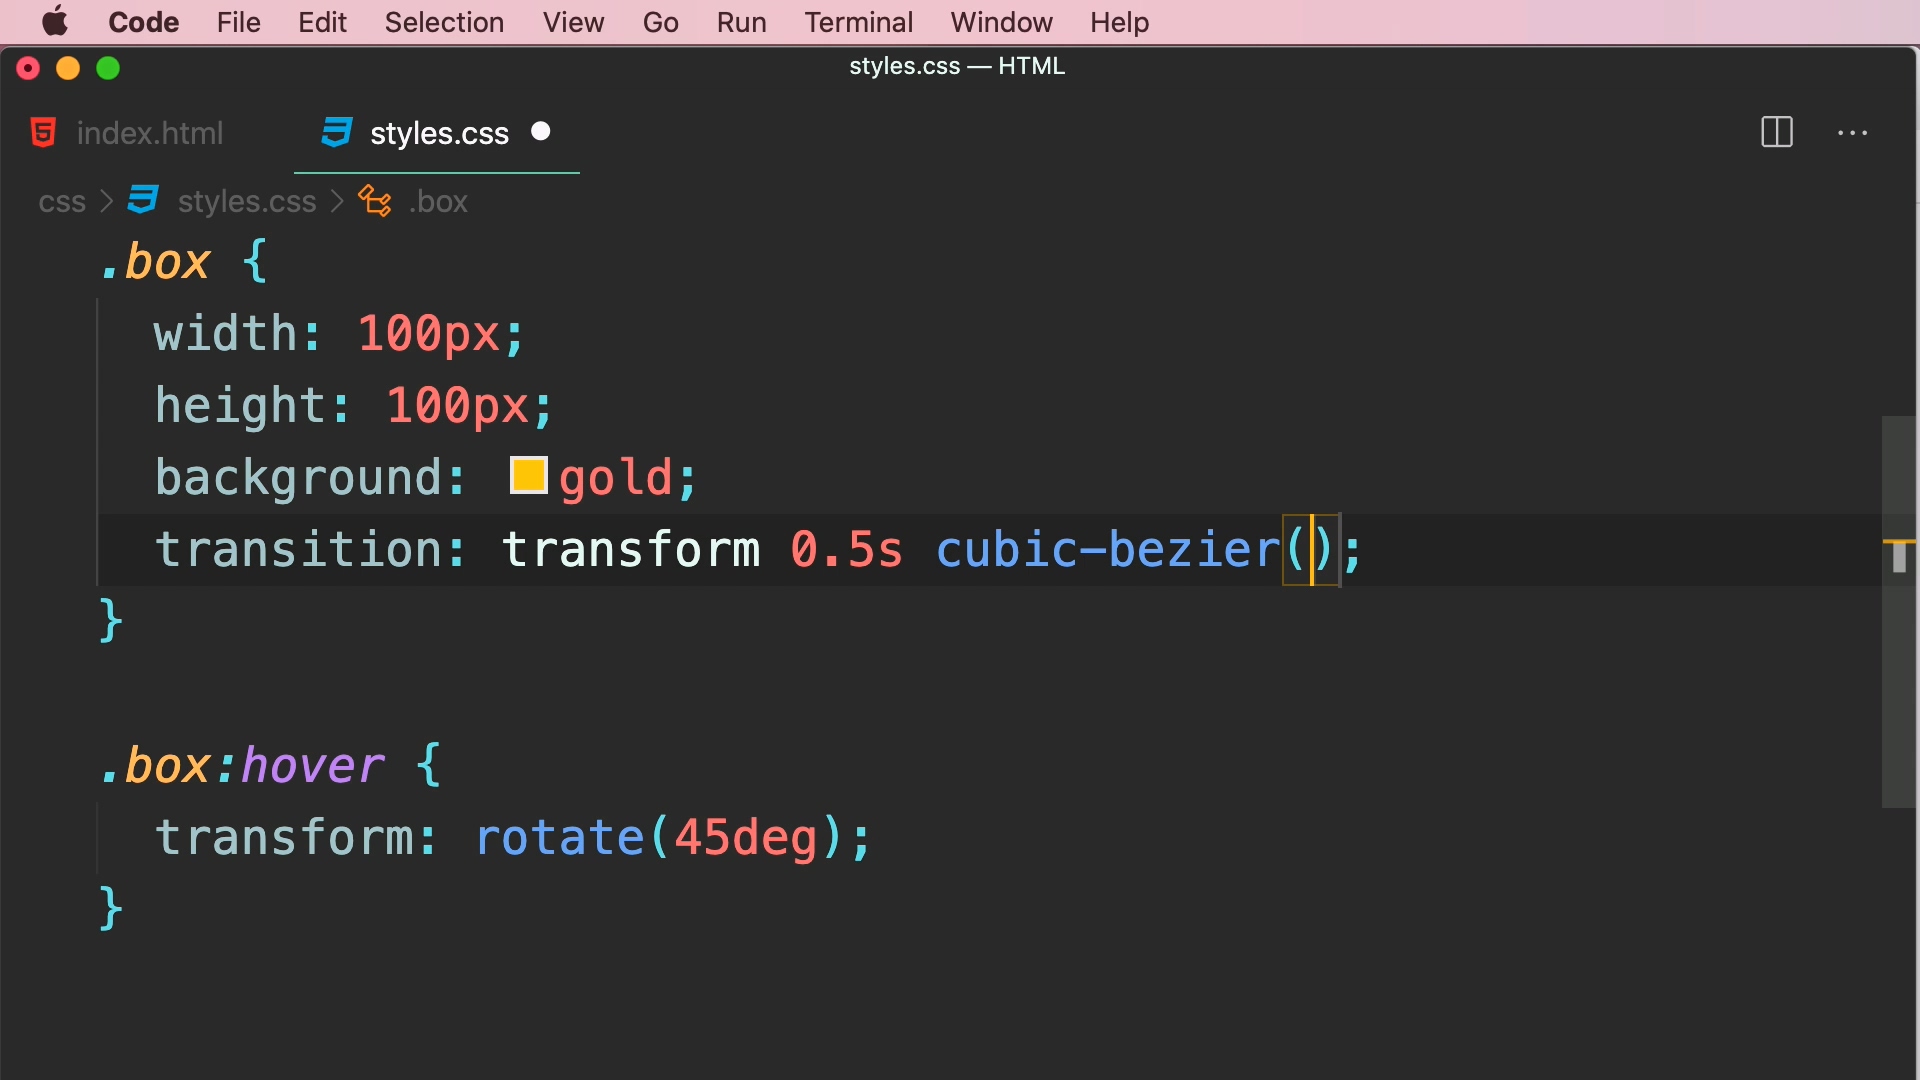 Code File Edit Selection View Go Run Terminal Window Help
styles.css — HTML
index.html styles.css
css > styles.css > .box
.box {
width: 100px;
height: 100px;
background: gold;
transition: transform 0.5s cubic-bezier();
}
.box:hover {
transform: rotate(45deg);
}